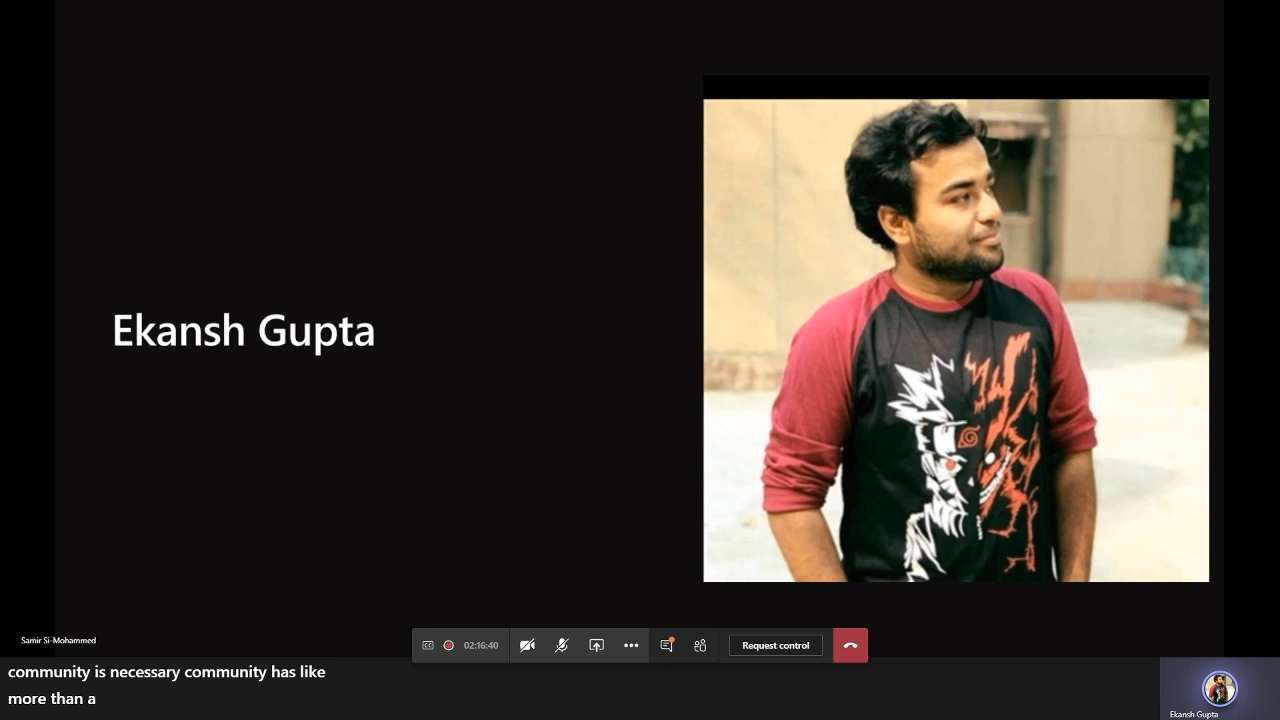 Ekansh Gupta
Samir Si-Mohammed
CC
02:16:40
Request control
community is necessary community has like
more than a
Ekansh Gupta